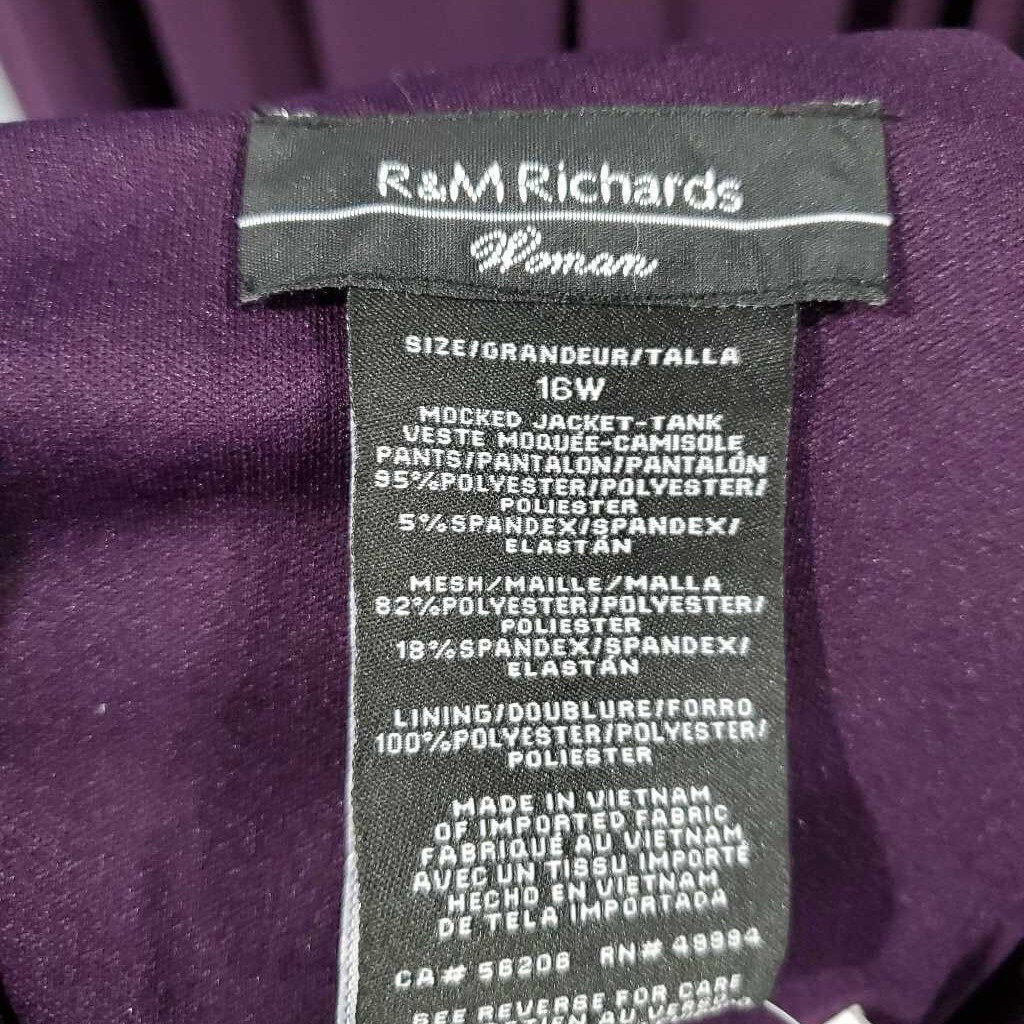 R&M Richards
Woman
SIZE/GRANDEUR/TALLA
16W
MOCKED JACKET-TANK
VESTE MOQUÉE-CAMISOLE
PANTS/PANTALON/PANTALÓN
95%POLYESTER/POLYESTER/
POLIESTER
5%SPANDEX/SPANDEX/
ELASTÁN
MESH/MAILLE/MALLA
82%POLYESTER/POLYESTER/
POLIESTER
18%SPANDEX/SPANDEX/
ELASTÁN
LINING/DOUBLURE/FORRO
100%POLYESTER/POLYESTER/
POLIESTER
MADE IN VIETNAM
OF IMPORTED FABRIC
FABRIQUÉ AU VIETNAM
AVEC UN TISSU IMPORTÉ
HECHO EN VIETNAM
DE TELA IMPORTADA
CA# 56206 RN# 49994
SEE REVERSE FOR CARE
AU